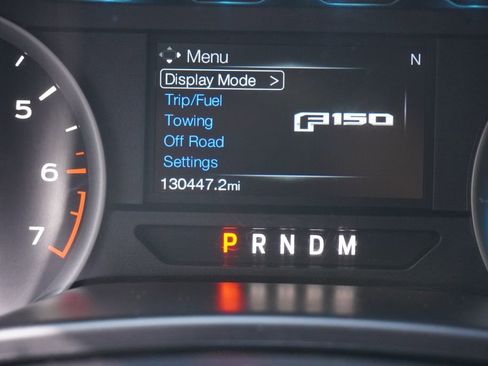 Menu N
Display Mode >
Trip/Fuel
Towing
F150
Off Road
Settings
130447.2mi
5
6
7
P R N D M